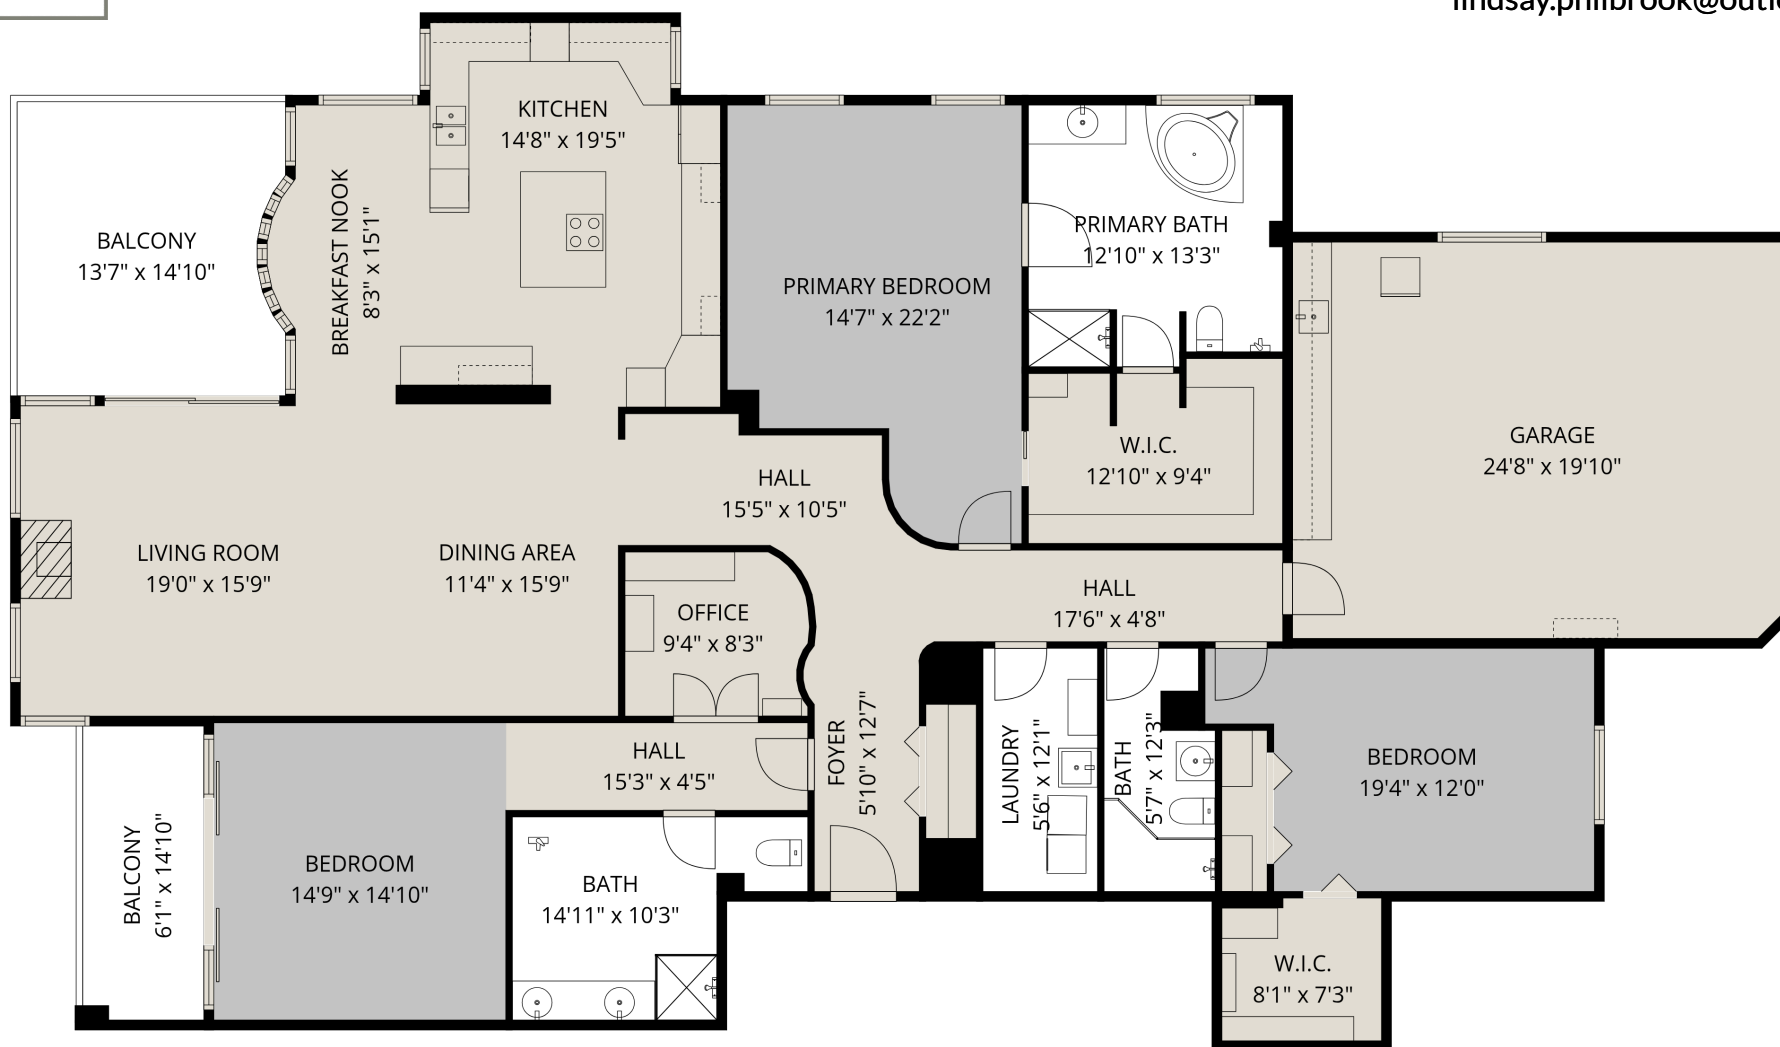 KITCHEN
14'8" x 19'5"
BALCONY
13'7" x 14'10"
BREAKFAST NOOK
8'3" x 15'1"
PRIMARY BEDROOM
14'7" x 22'2"
PRIMARY BATH
12'10" x 13'3"
W.I.C.
12'10" x 9'4"
GARAGE
24'8" x 19'10"
HALL
15'5" x 10'5"
LIVING ROOM
19'0" x 15'9"
DINING AREA
11'4" x 15'9"
OFFICE
9'4" x 8'3"
HALL
17'6" x 4'8"
HALL
15'3" x 4'5"
FOYER
5'10" x 12'7"
LAUNDRY
5'6" x 12'1"
BATH
5'7" x 12'3"
BEDROOM
19'4" x 12'0"
BALCONY
6'1" x 14'10"
BEDROOM
14'9" x 14'10"
BATH
14'11" x 10'3"
W.I.C.
8'1" x 7'3"